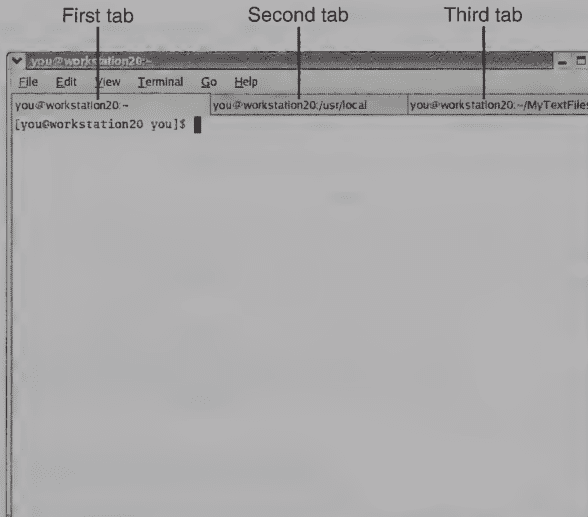 First tab Second tab Third tab
you@workstation20:~
File Edit View Terminal Go Help
you@workstation20:~ you@workstation20:/usr/local you@workstation20:~/MyTextFiles
[you@workstation20 you]$